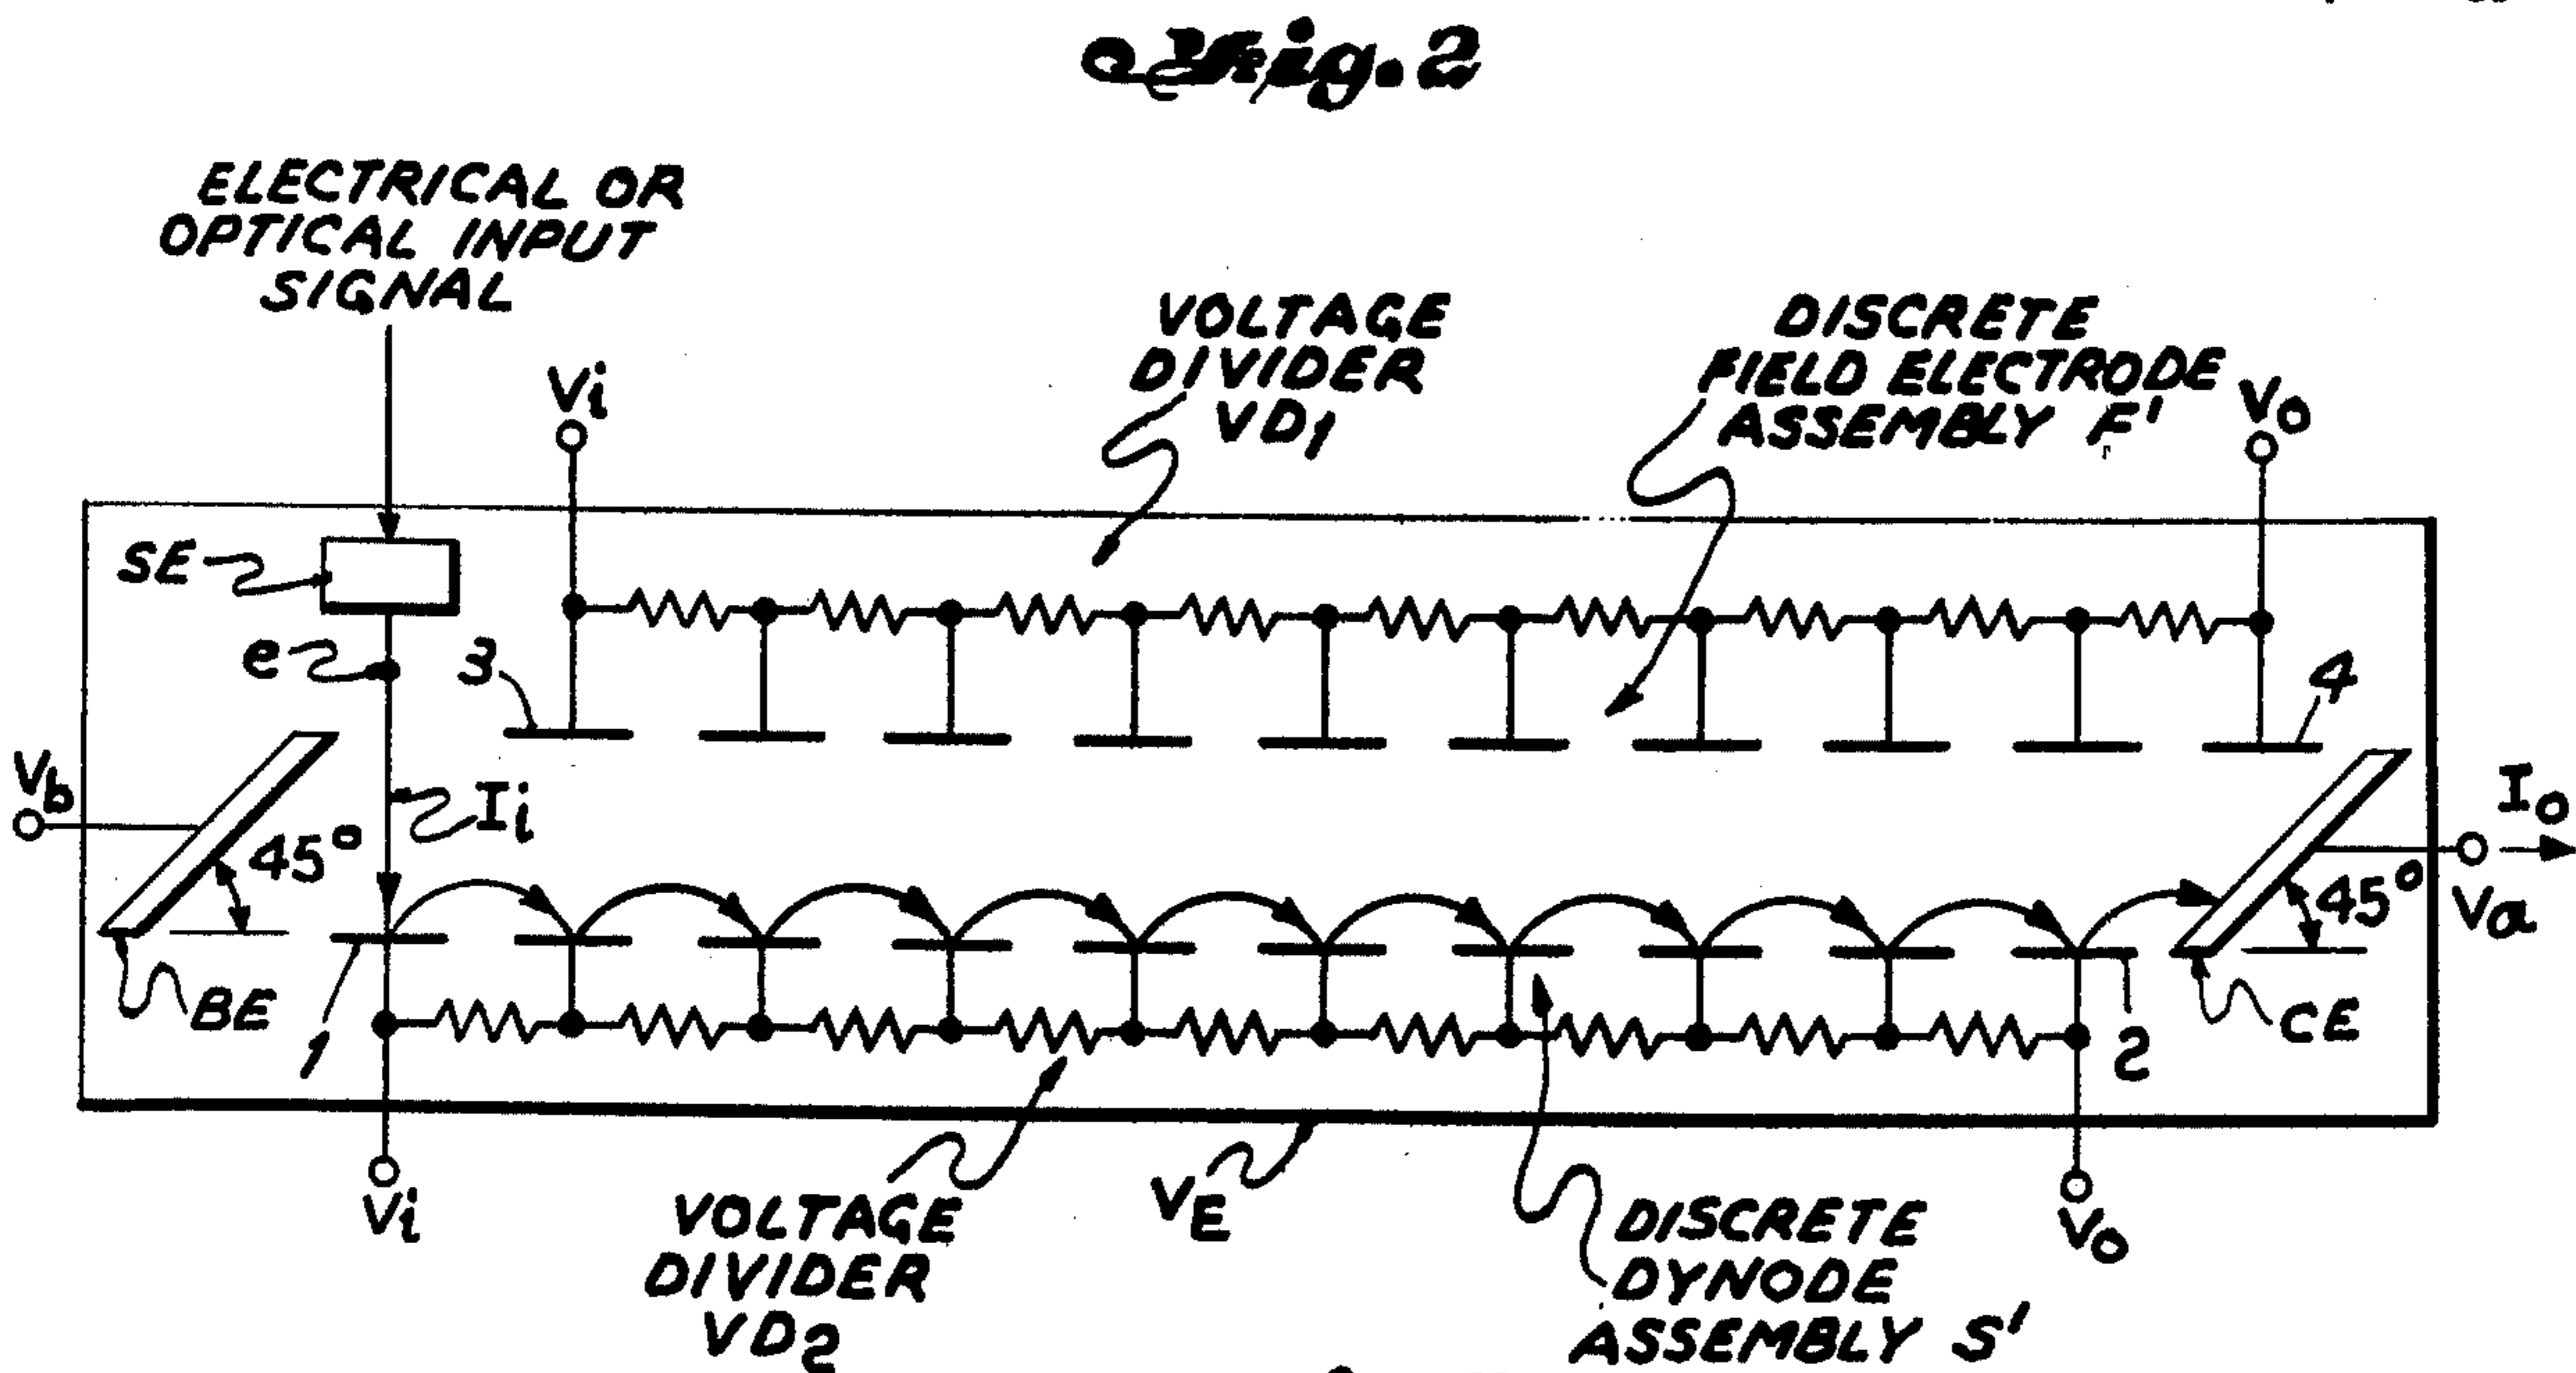 Fig. 2
ELECTRICAL OR
OPTICAL INPUT
SIGNAL
Vi
VOLTAGE
DIVIDER
VD1
DISCRETE
FIELD ELECTRODE
ASSEMBLY F'
Vo
SE
e
3
4
Vb
45°
Ii
Io
45°
Va
BE
1
2
CE
Vi
VOLTAGE
DIVIDER
VD2
VE
DISCRETE
DYNODE
ASSEMBLY S'
Vo